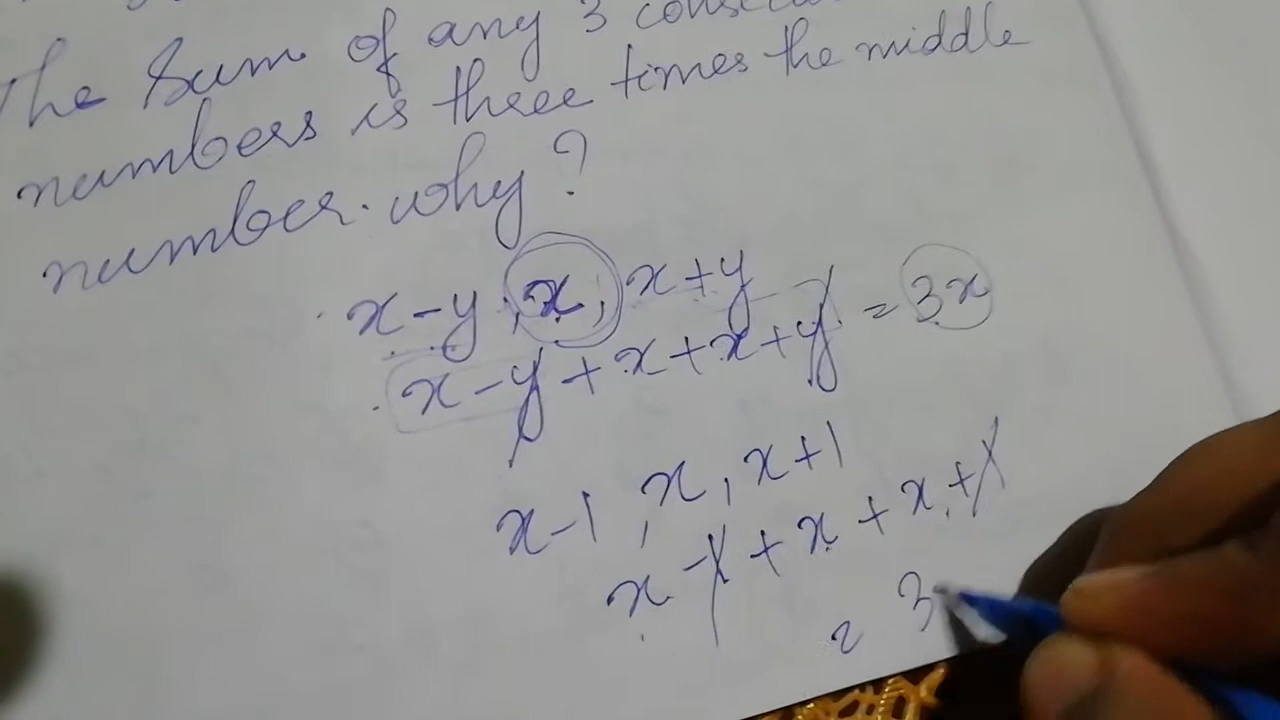 The Sum of any 3
numbers is three times the middle
number. why?
x-y, x, x+y
x-y+x+x+y = 3x
x-1, x, x+1
x-1+x+x+1
= 3